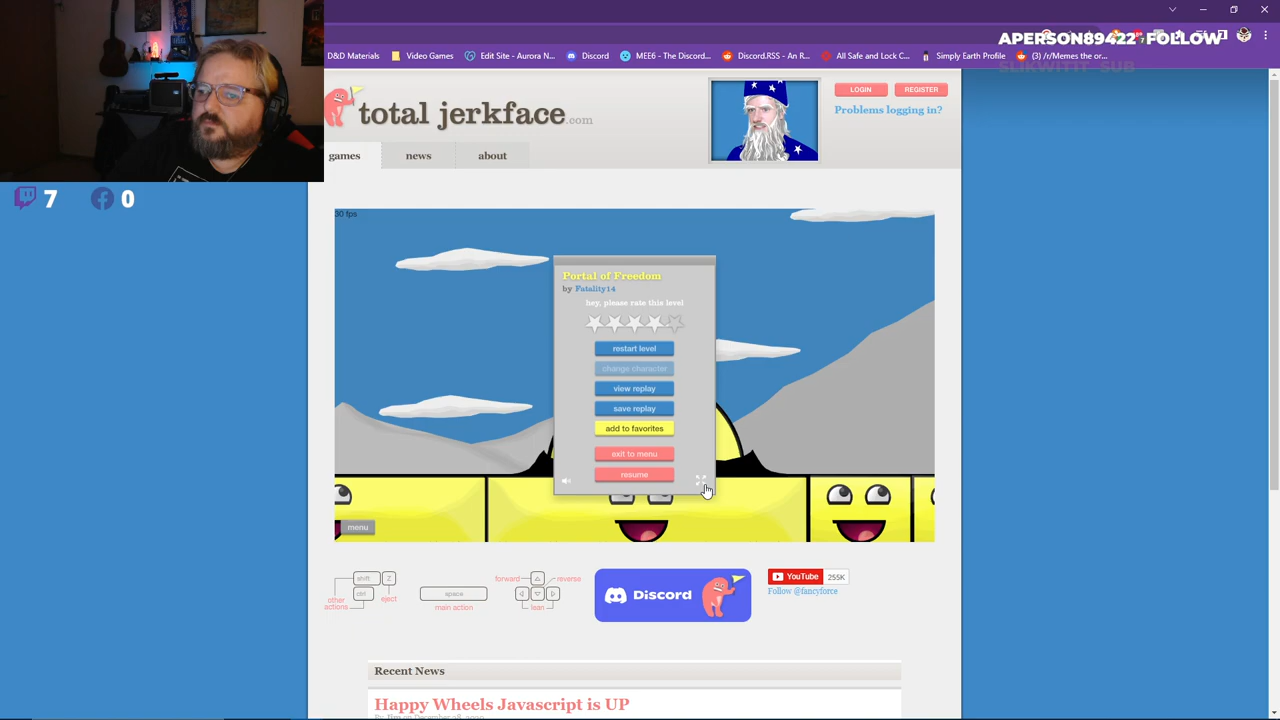 APERSON89422 - FOLLOW
SLIKWITIT SUB
D&D Materials
Video Games
Edit Site - Aurora N...
Discord
MEE6 - The Discord...
Discord.RSS - An R...
All Safe and Lock C...
Simply Earth Profile
(3) /r/Memes the or...
total jerkface.com
LOGIN
REGISTER
Problems logging in?
games
news
about
7
0
30 fps
Portal of Freedom
by Fatality14
hey, please rate this level
restart level
change character
view replay
save replay
add to favorites
exit to menu
resume
menu
shift
Z
ctrl
eject
other
actions
space
main action
forward
reverse
lean
Discord
YouTube
255K
Follow @fancyforce
Recent News
Happy Wheels Javascript is UP